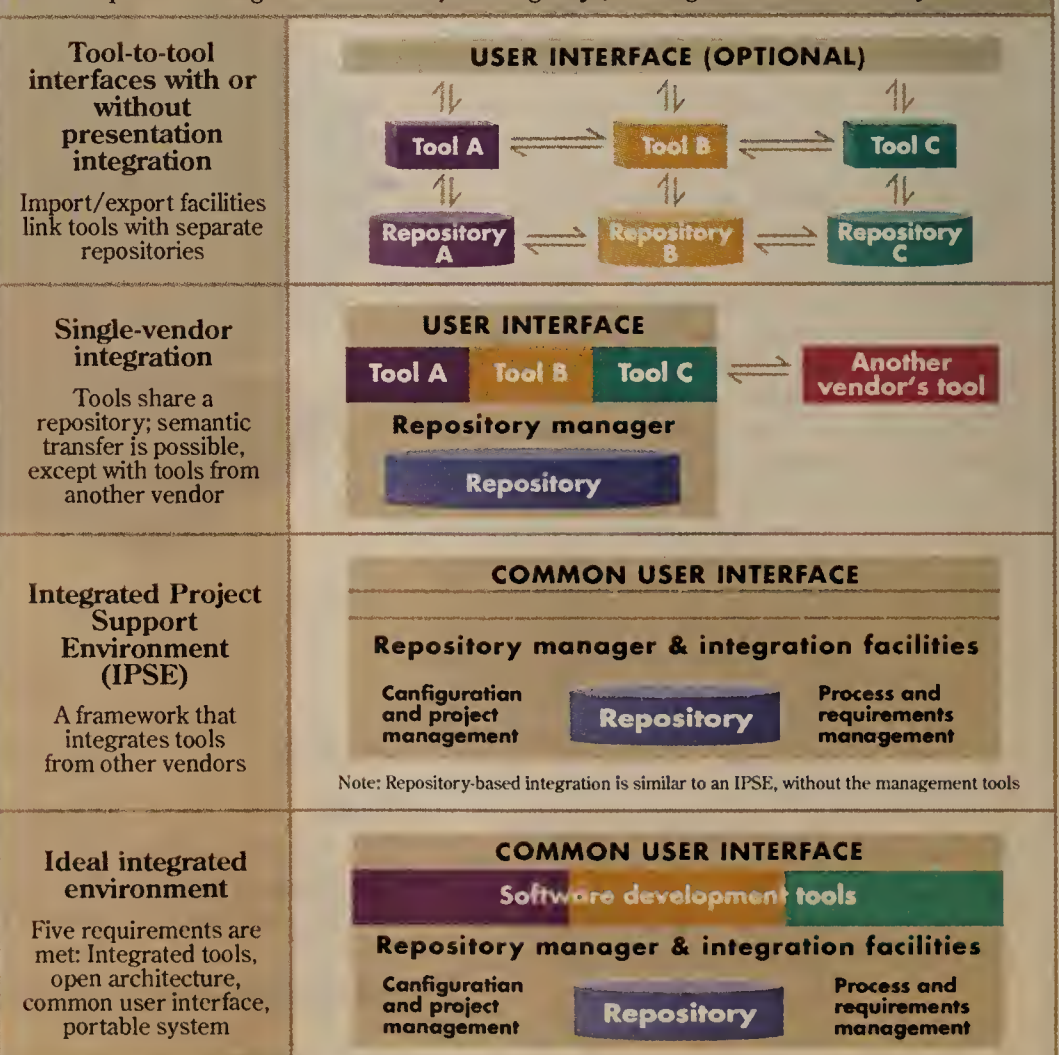 Tool-to-tool
interfaces with or
without
presentation
integration
Import/export facilities
link tools with separate
repositories
USER INTERFACE (OPTIONAL)
Tool A
Tool B
Tool C
Repository
A
Repository
B
Repository
C
Single-vendor
integration
Tools share a
repository; semantic
transfer is possible,
except with tools from
another vendor
USER INTERFACE
Tool A
Tool B
Tool C
Another
vendor's tool
Repository manager
Repository
Integrated Project
Support
Environment
(IPSE)
A framework that
integrates tools
from other vendors
COMMON USER INTERFACE
Repository manager & integration facilities
Canfiguratian
and project
management
Repository
Process and
requirements
management
Note: Repository-based integration is similar to an IPSE, without the management tools
Ideal integrated
environment
Five requirements are
met: Integrated tools,
open architecture,
common user interface,
portable system
COMMON USER INTERFACE
Software development tools
Repository manager & integration facilities
Canfiguratian
and project
management
Repository
Process and
requirements
management